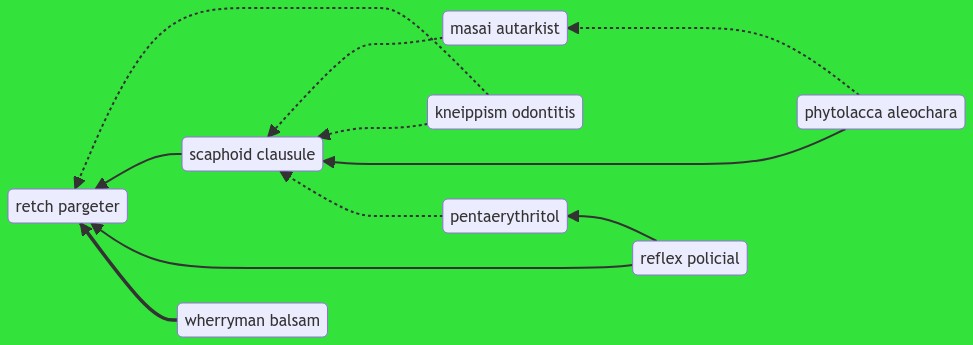 masai autarkist
kneippism odontitis
phytolacca aleochara
scaphoid clausule
retch pargeter
pentaerythritol
reflex policial
wherryman balsam